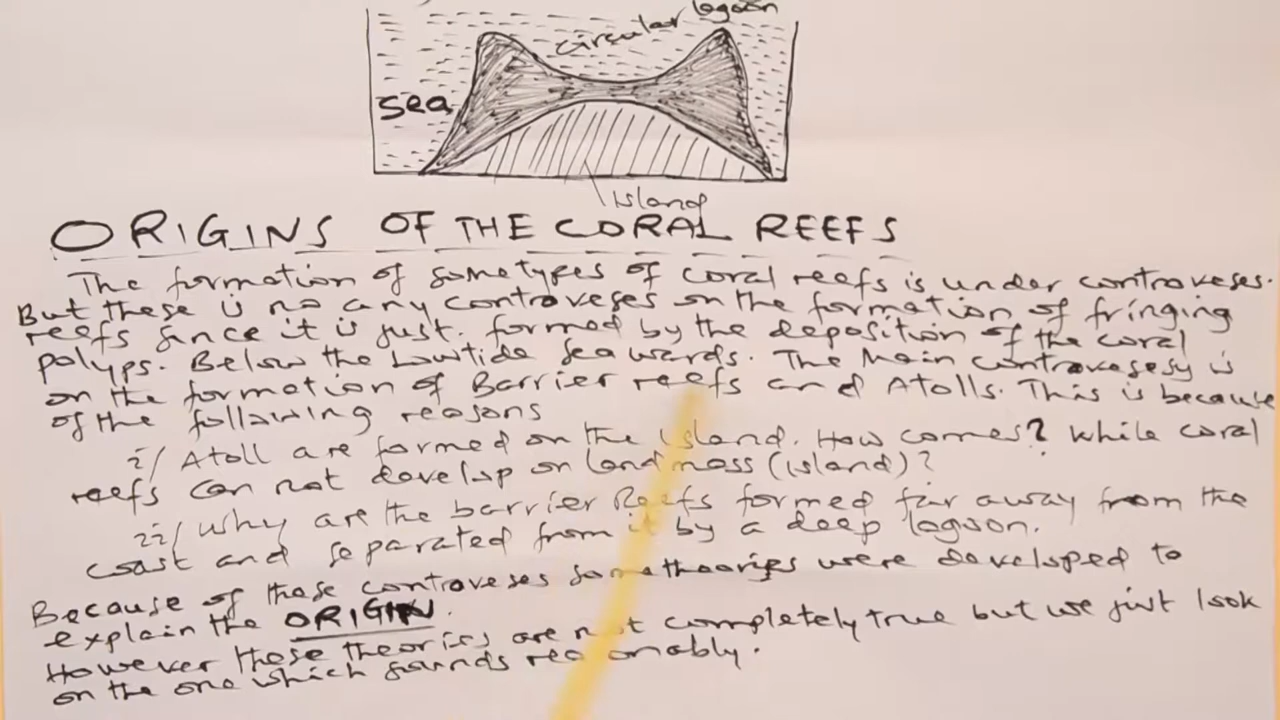 circular lagoon
sea
island
ORIGINS OF THE CORAL REEFS
The formation of some types of coral reefs is under controveses.
But these is no any controveses on the formation of fringing
reefs since it is just. formed by the deposition of the coral
polyps. Below the Lowtide sea wards. The Main controvesesy is
on the formation of Barrier reefs and Atolls. This is because
of the following reasons
i/ Atoll are formed on the island. How comes? while coral
reefs can not develop on land mass (island)?
ii/ Why are the barrier Reefs formed far away from the
coast and separated from it by a deep lagoon.
Because of these controveses some theories were developed to
explain the ORIGIN.
However these theories are not completely true but we just look
on the one which sounds reasonably.